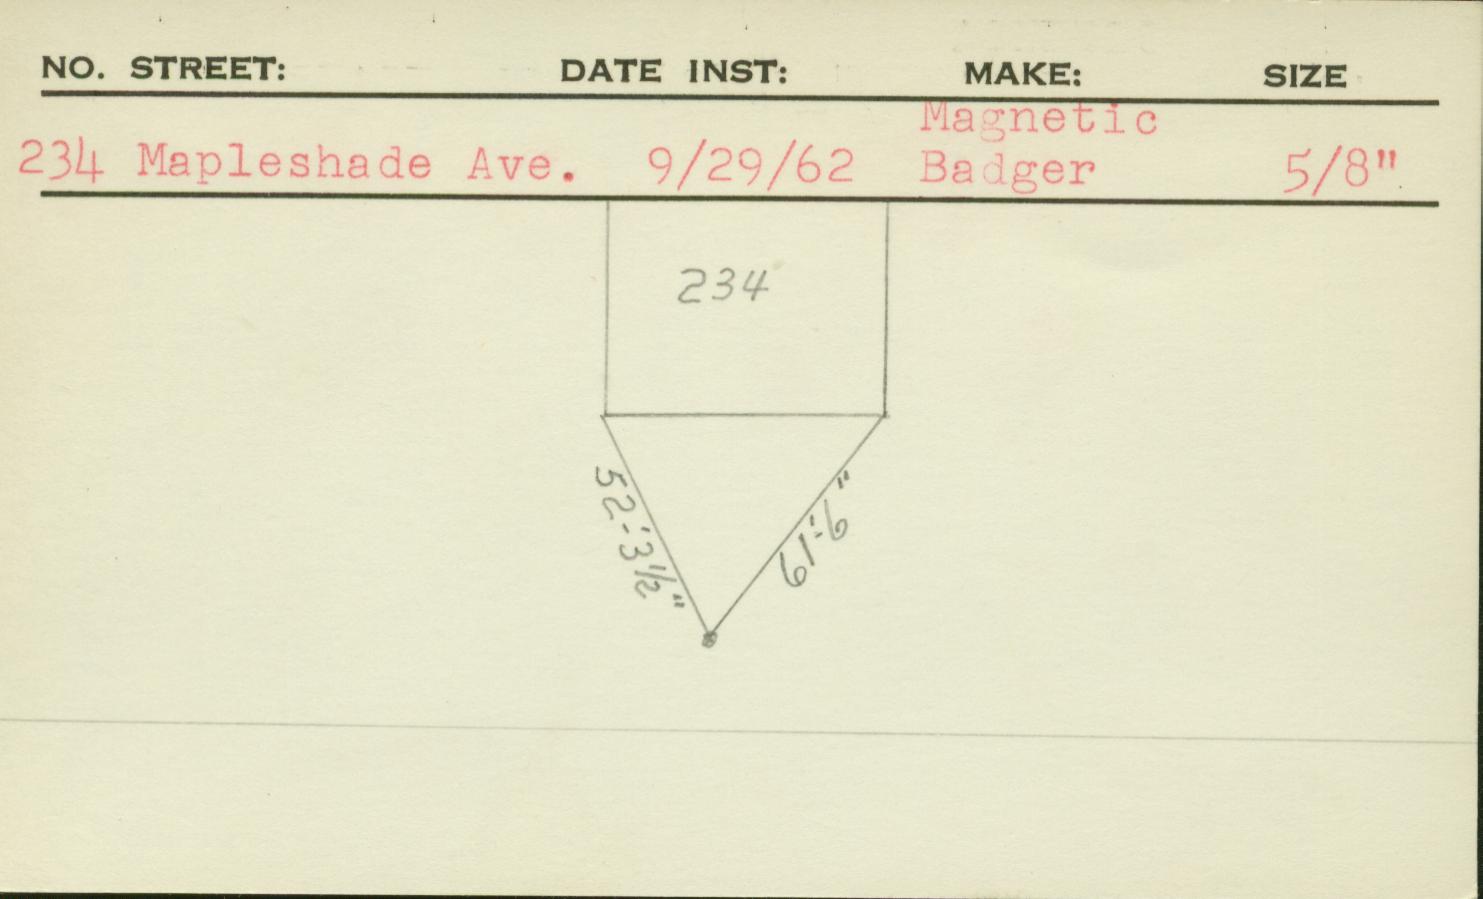 NO. STREET: DATE INST: MAKE: SIZE
Magnetic
234 Mapleshade Ave. 9/29/62 Badger 5/8"
234
52'-3½"
61'-9"